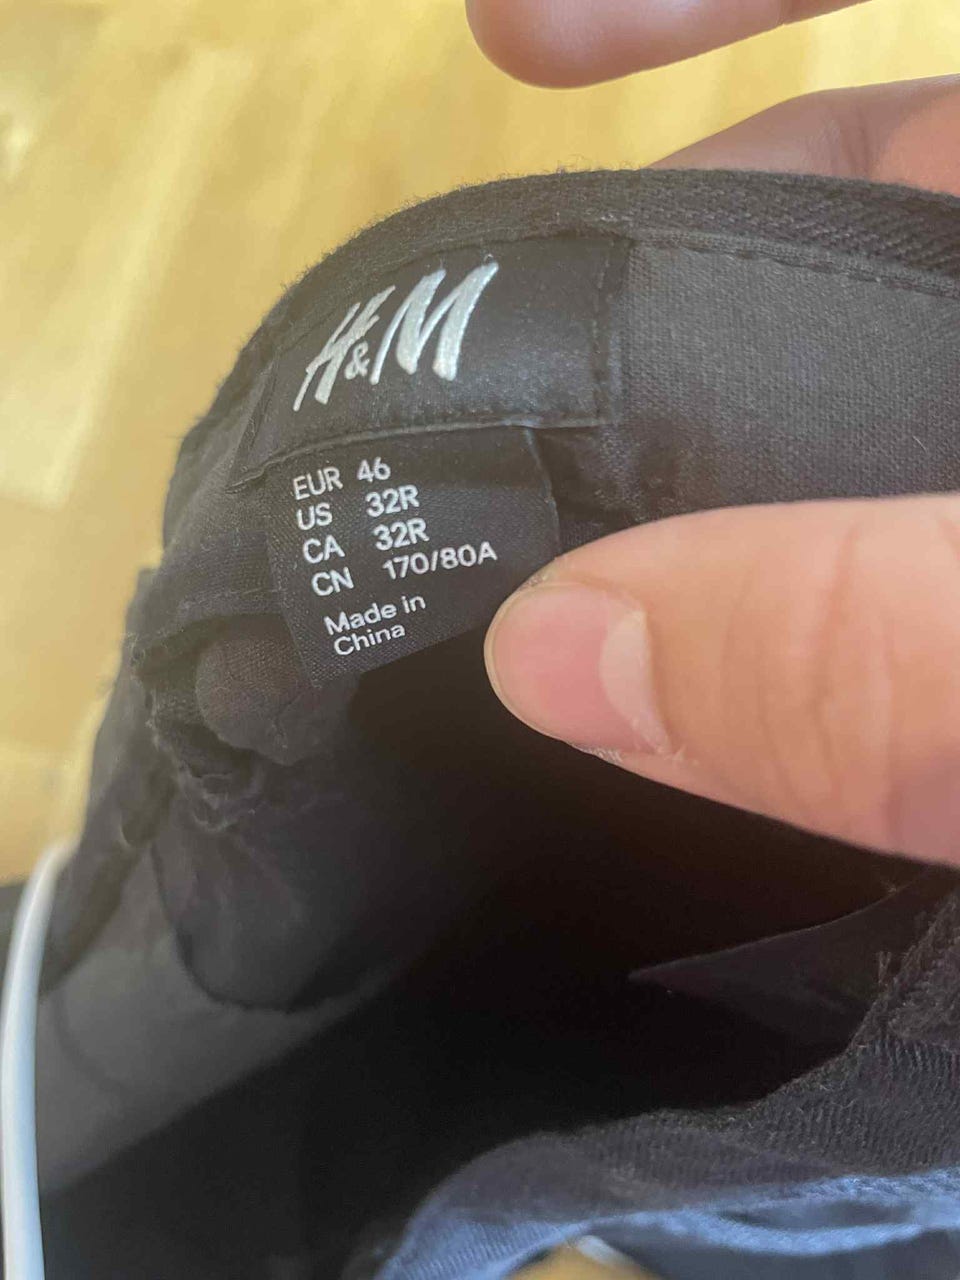 H&M
EUR 46
US 32R
CA 32R
CN 170/80A
Made in
China